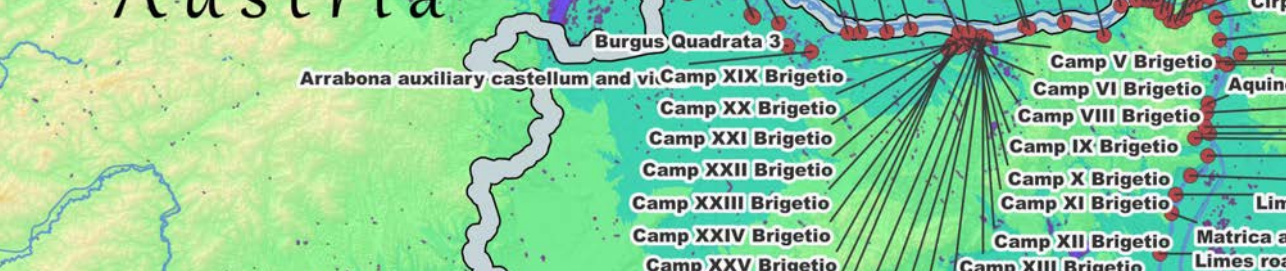 Austria
Cirp
Burgus Quadrata 3
Camp V Brigetio
Arrabona auxiliary castellum and vi
Camp XIX Brigetio
Camp VI Brigetio
Aquin
Camp XX Brigetio
Camp VIII Brigetio
Camp XXI Brigetio
Camp IX Brigetio
Camp XXII Brigetio
Camp X Brigetio
Camp XXIII Brigetio
Camp XI Brigetio
Lim
Camp XXIV Brigetio
Camp XII Brigetio
Matrica a
Camp XXV Brigetio
Camp XIII Brigetio
Limes roa